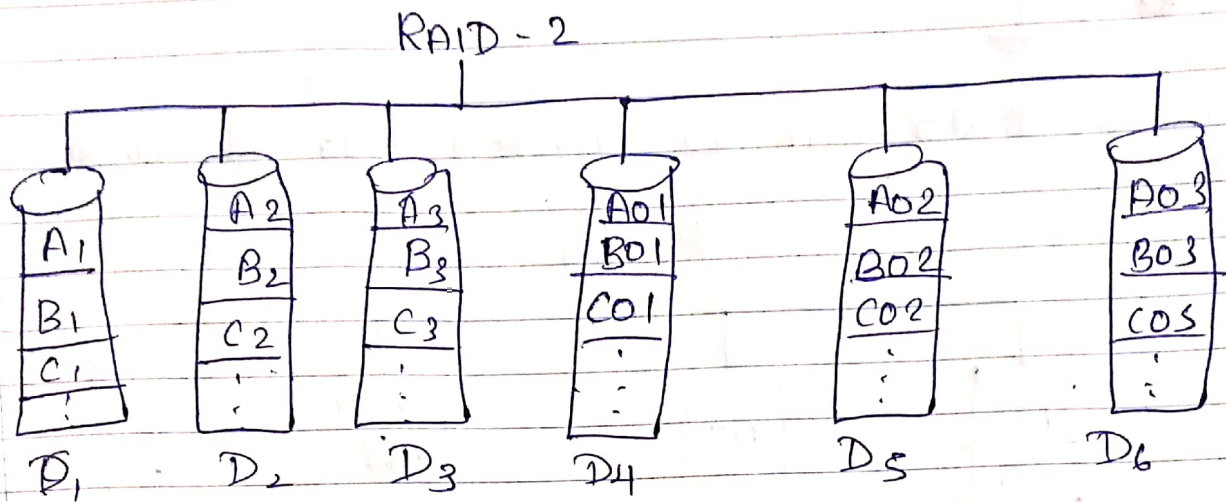 RAID-2
A1 A2 A3 A01 A02 A03
B1 B2 B3 B01 B02 B03
C1 C2 C3 C01 C02 COS
D1 D2 D3 D4 D5 D6